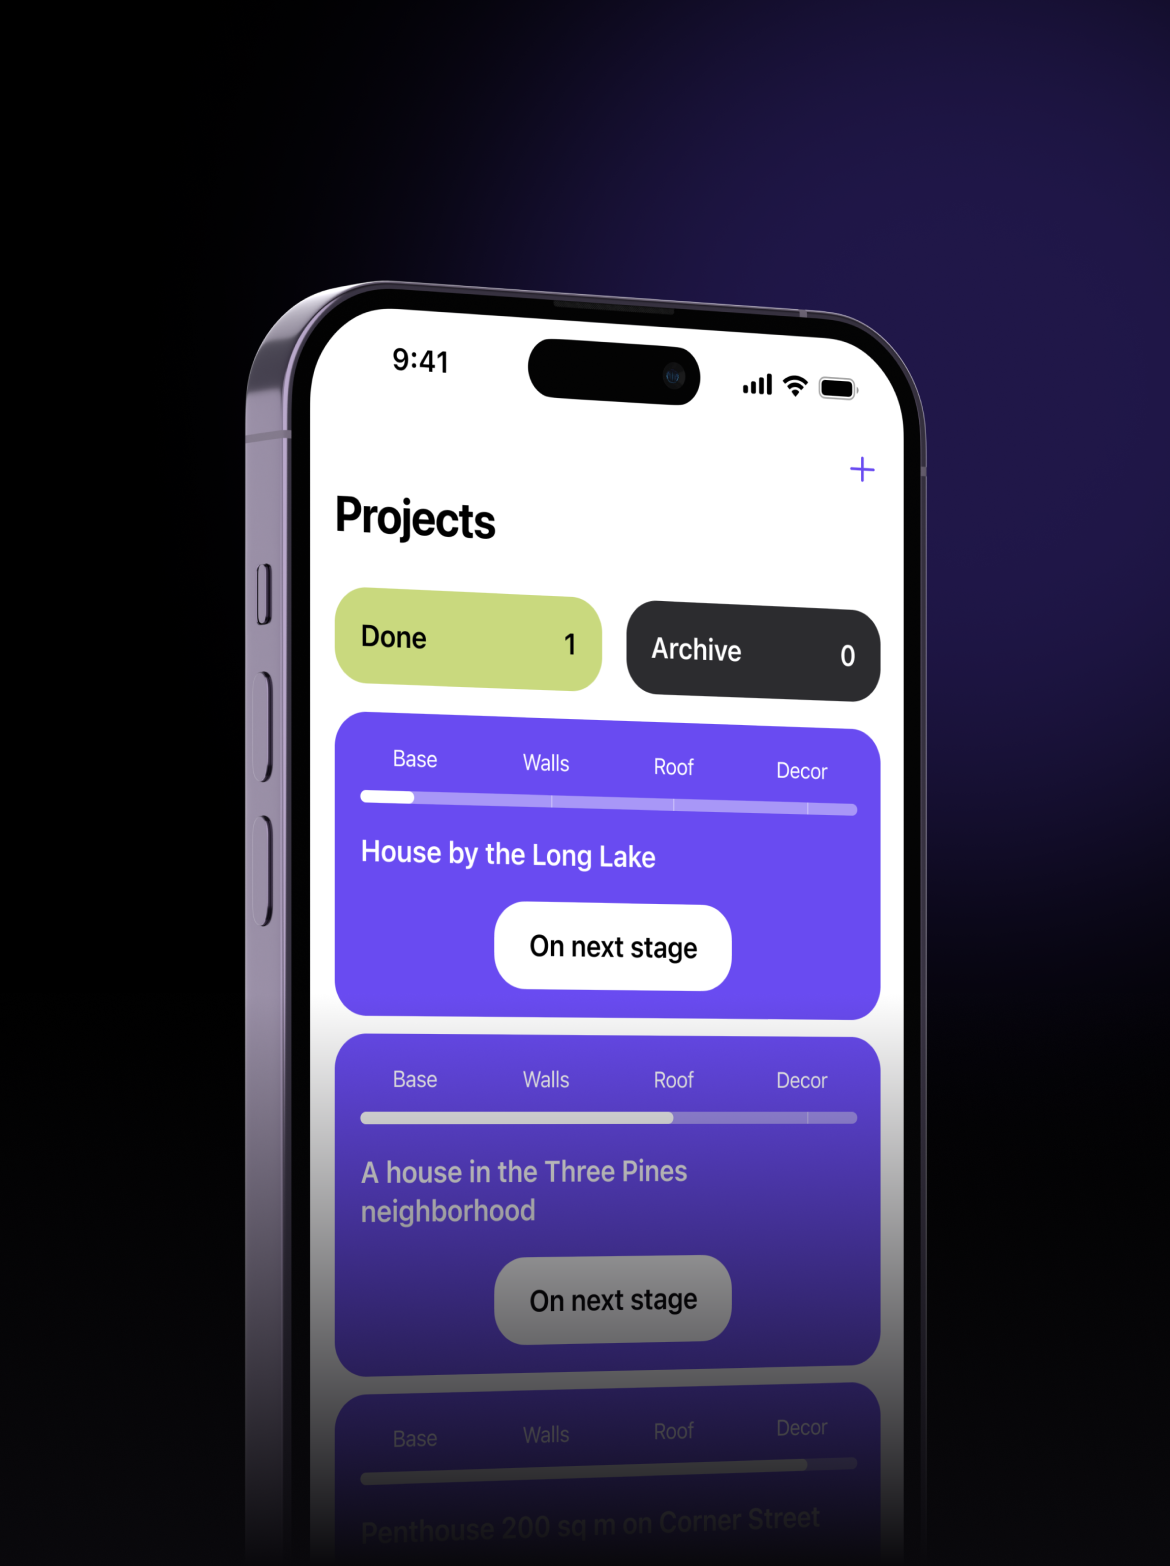 9:41
Projects
Done 1
Archive 0
Base Walls Roof Decor
House by the Long Lake
On next stage
Base Walls Roof Decor
A house in the Three Pines
neighborhood
On next stage
Base Walls Roof Decor
Penthouse 200 sq m on Corner Street